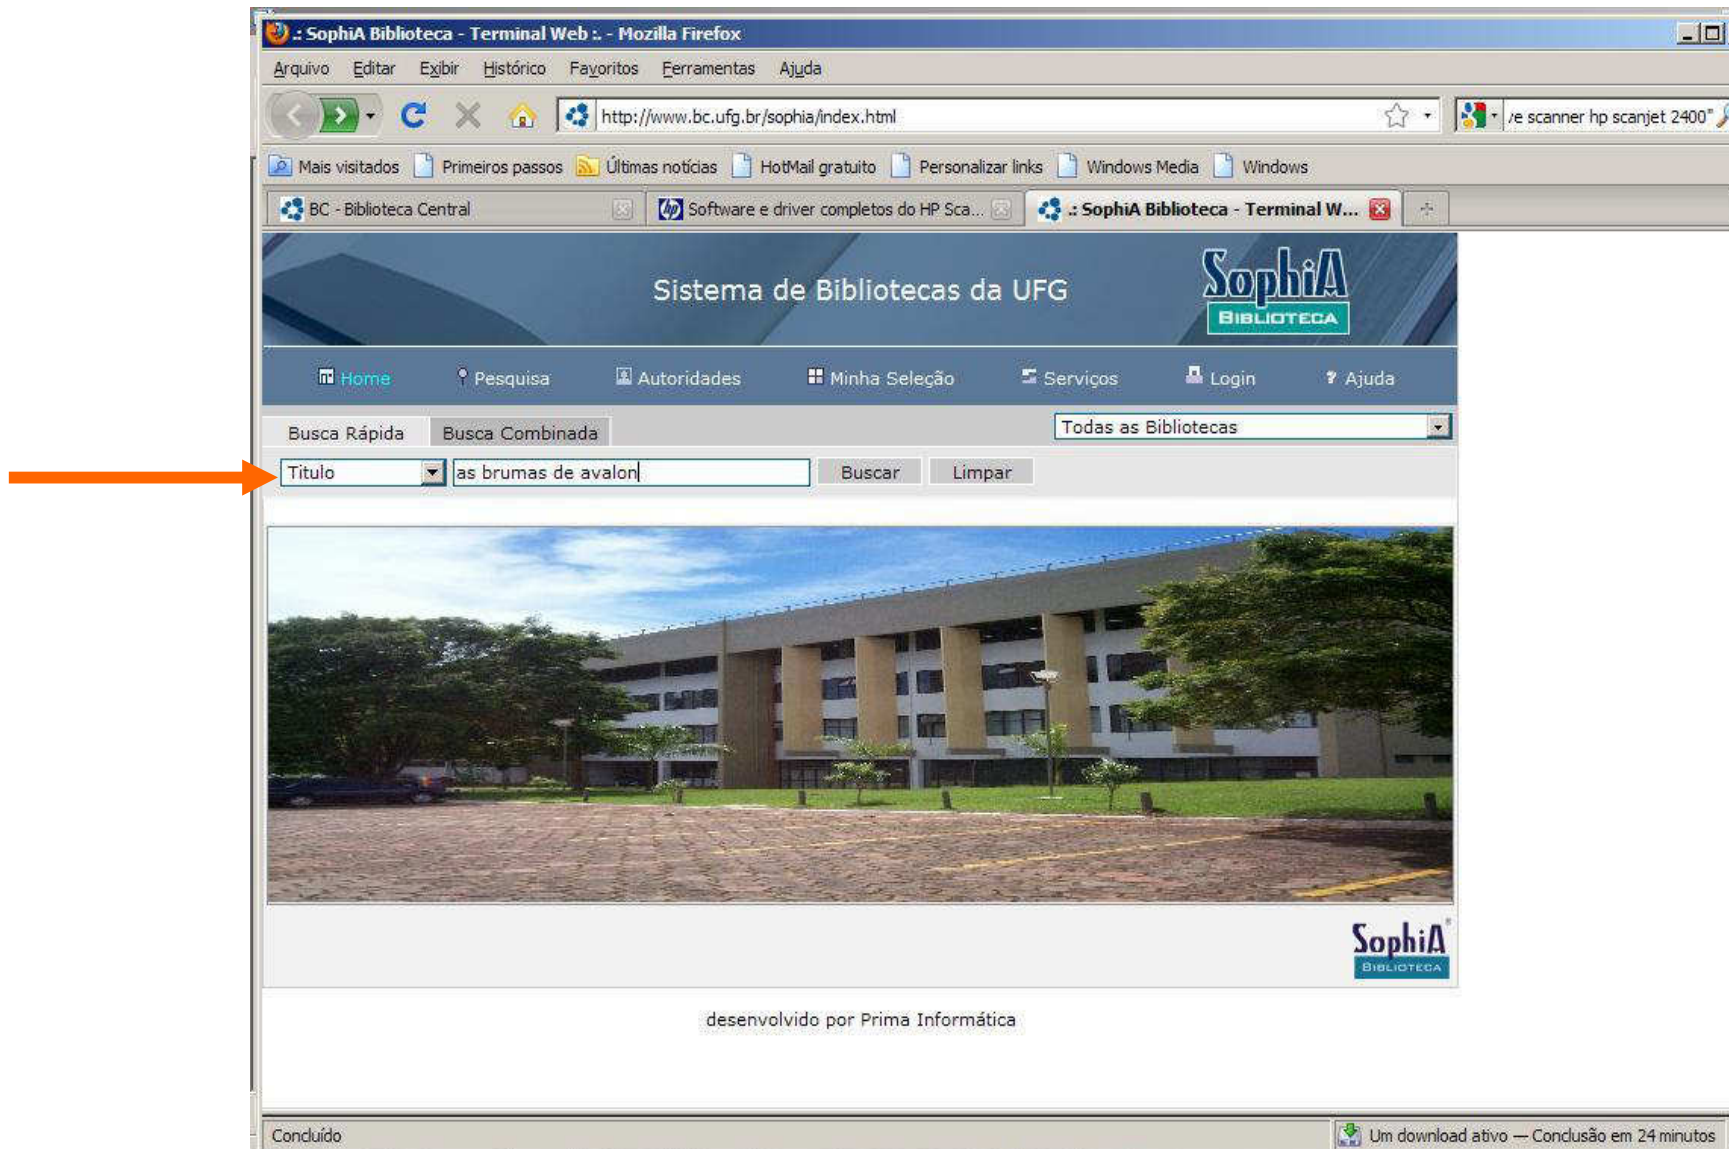 .: SophiA Biblioteca - Terminal Web :. - Mozilla Firefox
Arquivo Editar Exibir Histórico Favoritos Ferramentas Ajuda
http://www.bc.ufg.br/sophia/index.html /e scanner hp scanjet 2400"
Mais visitados Primeiros passos Últimas notícias HotMail gratuito Personalizar links Windows Media Windows
BC - Biblioteca Central Software e driver completos do HP Sca... .: SophiA Biblioteca - Terminal W...
Sistema de Bibliotecas da UFG
SophiA
BIBLIOTECA
Home Pesquisa Autoridades Minha Seleção Serviços Login Ajuda
Busca Rápida Busca Combinada Todas as Bibliotecas
Titulo as brumas de avalon Buscar Limpar
SophiA
BIBLIOTECA
desenvolvido por Prima Informática
Concluído Um download ativo — Conclusão em 24 minutos